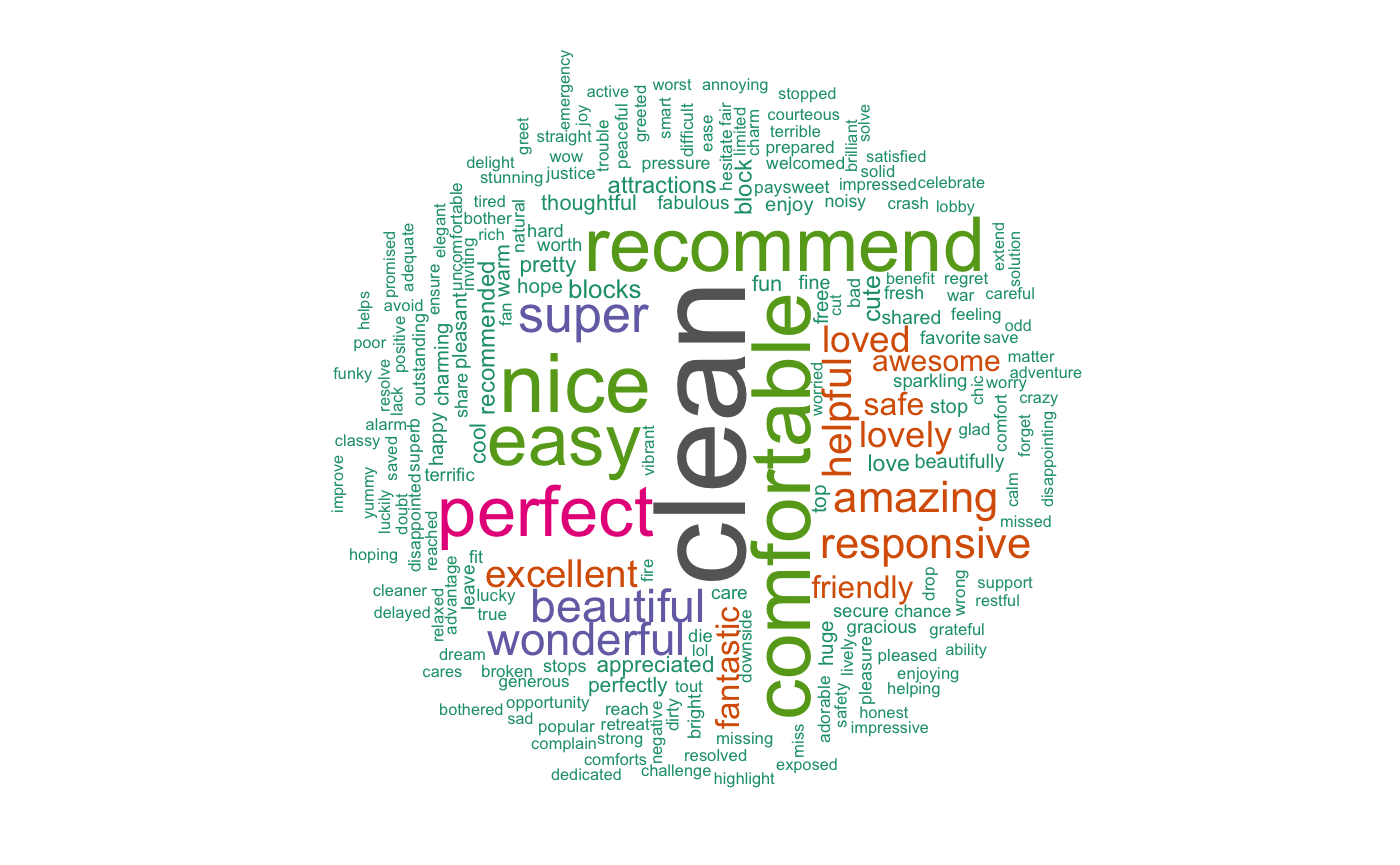 emergency
worst
annoying
active
stopped
joy
greeted
smart
difficult
ease
limited
fair
charm
courteous
solve
greet
straight
trouble
peaceful
terrible
prepared
brilliant
wow
delight
pressure
hesitate
welcomed
satisfied
stunning
justice
attractions
block
paysweet
impressed
solid
celebrate
tired
thoughtful
fabulous
enjoy
noisy
crash
lobby
uncomfortable
bother
natural
hard
elegant
rich
inviting
worth
recommend
extend
solution
promised
adequate
ensure
warm
pretty
hope
blocks
fun
fine
free
cut
bad
cute
benefit
regret
fresh
war
careful
helps
avoid
pleasant
recommended
fan
super
clean
comfortable
shared
feeling
odd
poor
positive
outstanding
charming
loved
favorite
save
awesome
matter
funky
resolve
lack
share
nice
worried
helpful
sparkling
chic
worry
adventure
alarm
safe
stop
comfort
crazy
classy
saved
superb
happy
cool
easy
vibrant
lovely
glad
forget
disappointing
improve
yummy
luckily
doubt
disappointed
terrific
love
beautifully
top
amazing
calm
perfect
missed
reached
responsive
hoping
fit
cleaner
advantage
leave
lucky
excellent
fire
care
friendly
drop
wrong
support
restful
delayed
relaxed
true
beautiful
secure
chance
wonderful
die
lol
fantastic
downside
huge
gracious
grateful
dream
lively
pleased
ability
cares
broken
stops
appreciated
pleasure
enjoying
generous
perfectly
tout
helping
bothered
opportunity
sad
reach
dirty
bright
adorable
safety
honest
popular
retreat
negative
impressive
complain
strong
missing
miss
comforts
resolved
dedicated
challenge
highlight
exposed